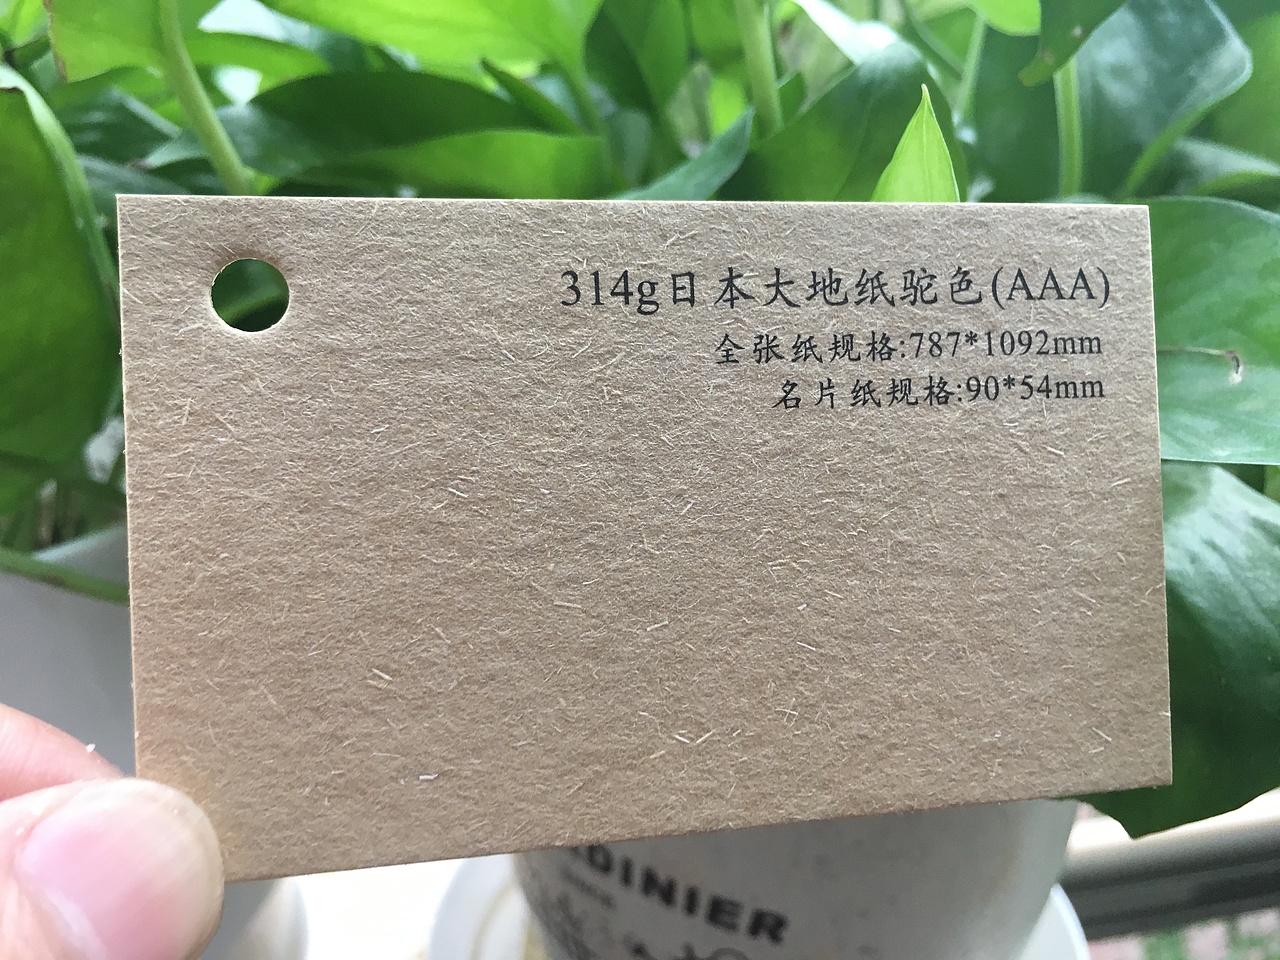 314g日本大地纸驼色(AAA)
全张纸规格:787*1092mm
名片纸规格:90*54mm